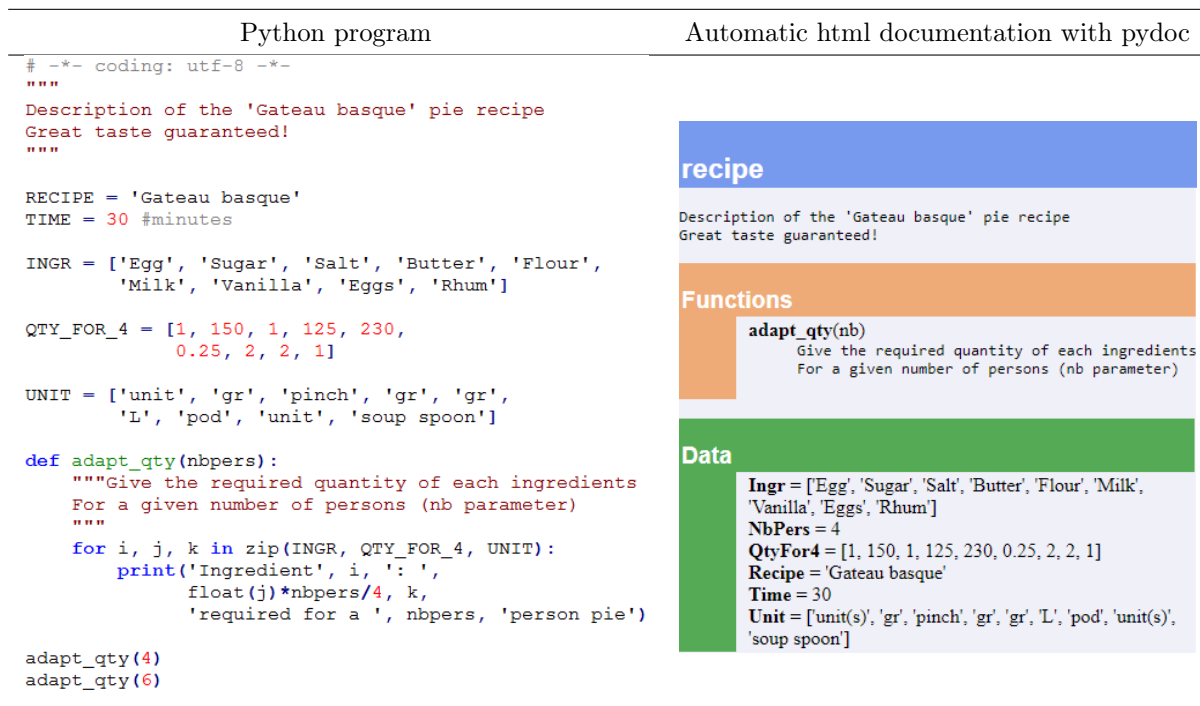 Python program
Automatic html documentation with pydoc
# -*- coding: utf-8 -*-
"""
Description of the 'Gateau basque' pie recipe
Great taste guaranteed!
"""
RECIPE = 'Gateau basque'
TIME = 30 #minutes
INGR = ['Egg', 'Sugar', 'Salt', 'Butter', 'Flour',
'Milk', 'Vanilla', 'Eggs', 'Rhum']
QTY_FOR_4 = [1, 150, 1, 125, 230,
0.25, 2, 2, 1]
UNIT = ['unit', 'gr', 'pinch', 'gr', 'gr',
'L', 'pod', 'unit', 'soup spoon']
def adapt_qty(nbpers):
"""Give the required quantity of each ingredients
For a given number of persons (nb parameter)
"""
for i, j, k in zip(INGR, QTY_FOR_4, UNIT):
print('Ingredient', i, ': ',
float(j)*nbpers/4, k,
'required for a ', nbpers, 'person pie')
adapt_qty(4)
adapt_qty(6)
recipe
Description of the 'Gateau basque' pie recipe
Great taste guaranteed!
Functions
adapt_qty(nb)
Give the required quantity of each ingredients
For a given number of persons (nb parameter)
Data
Ingr = ['Egg', 'Sugar', 'Salt', 'Butter', 'Flour', 'Milk',
'Vanilla', 'Eggs', 'Rhum']
NbPers = 4
QtyFor4 = [1, 150, 1, 125, 230, 0.25, 2, 2, 1]
Recipe = 'Gateau basque'
Time = 30
Unit = ['unit(s)', 'gr', 'pinch', 'gr', 'gr', 'L', 'pod', 'unit(s)',
'soup spoon']